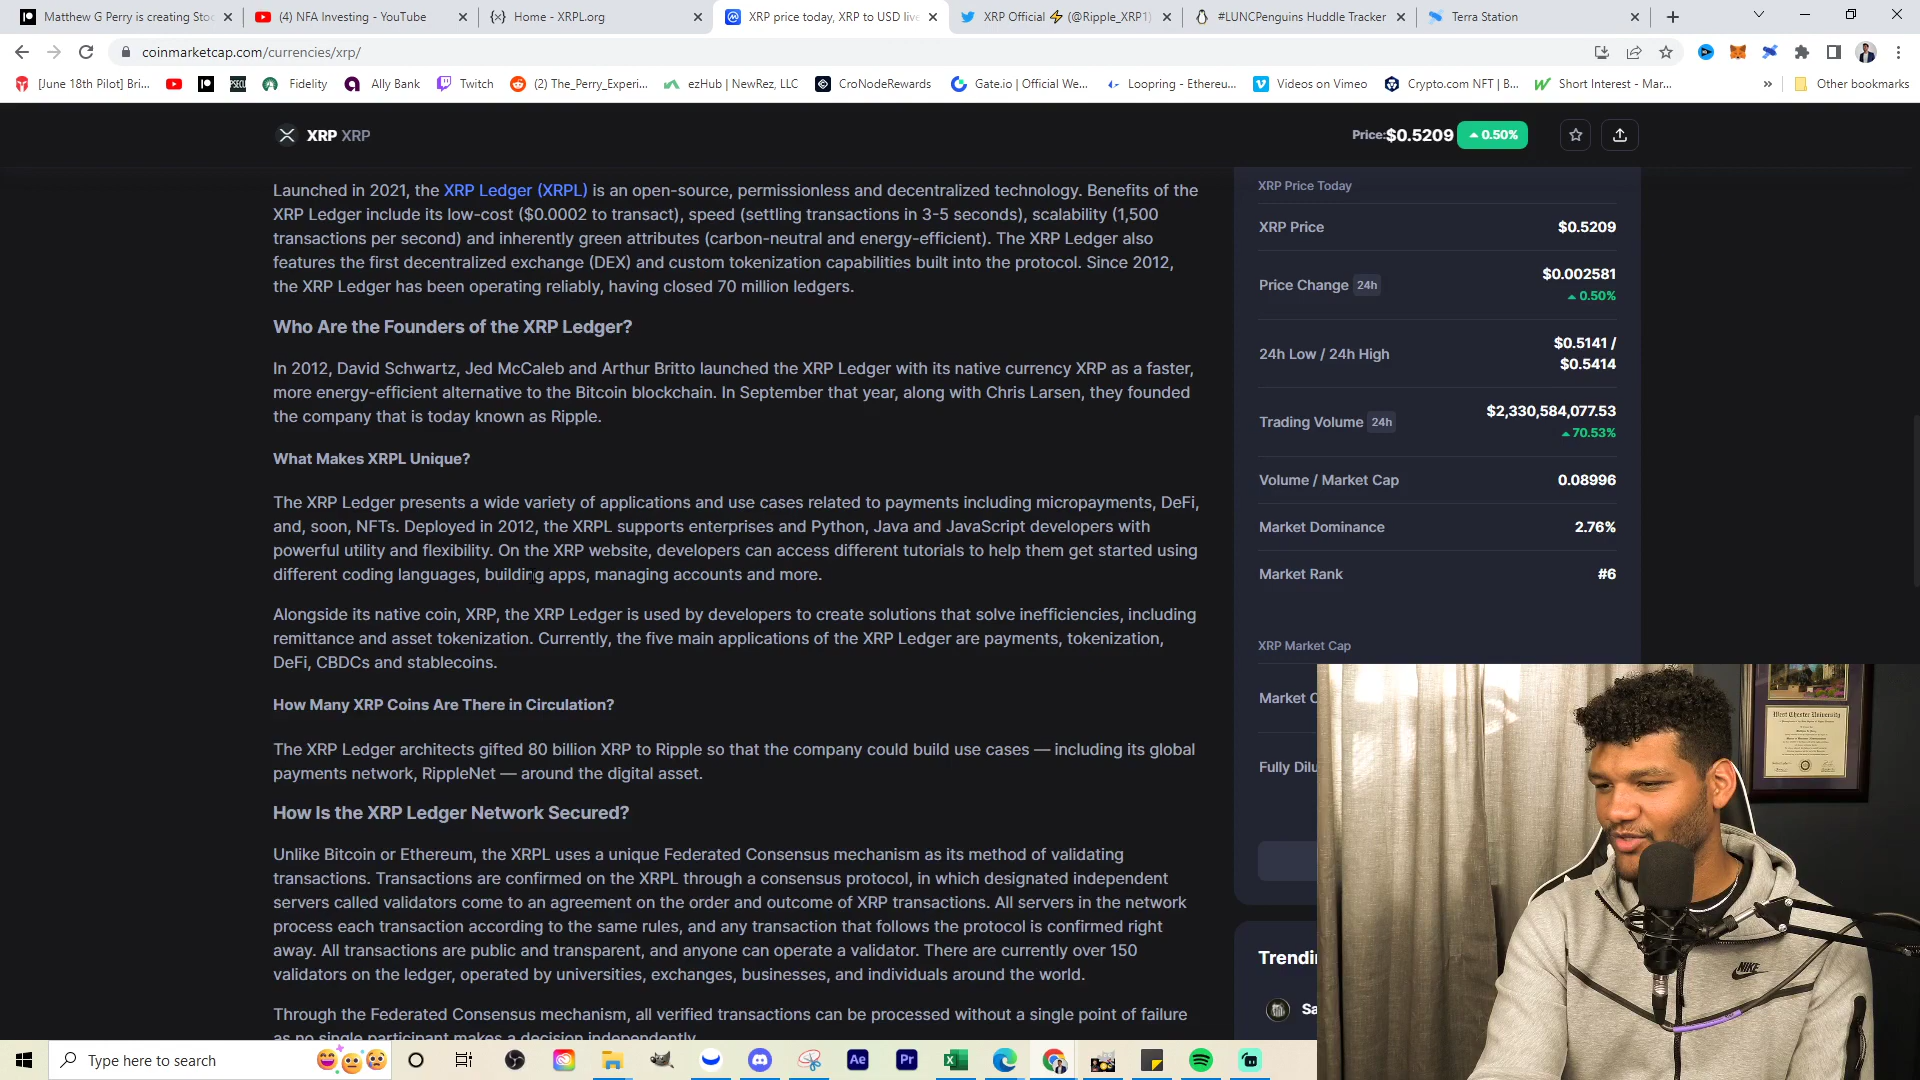 Matthew G Perry is creating Stoc
(4) NFA Investing - YouTube
Home - XRPL.org
XRP price today, XRP to USD live
XRP Official⚡(@Ripple_XRP1)
#LUNCPenguins Huddle Tracker
Terra Station
coinmarketcap.com/currencies/xrp/
[June 18th Pilot] Bri...
Fidelity
Ally Bank
Twitch
(2) The_Perry_Experi...
ezHub | NewRez, LLC
CroNodeRewards
Gate.io | Official We...
Loopring - Ethereu...
Videos on Vimeo
Crypto.com NFT | B...
Short Interest - Mar...
»
Other bookmarks
XRP XRP
Price:$0.5209
0.50%
Launched in 2021, the XRP Ledger (XRPL) is an open-source, permissionless and decentralized technology. Benefits of the
XRP Ledger include its low-cost ($0.0002 to transact), speed (settling transactions in 3-5 seconds), scalability (1,500
transactions per second) and inherently green attributes (carbon-neutral and energy-efficient). The XRP Ledger also
features the first decentralized exchange (DEX) and custom tokenization capabilities built into the protocol. Since 2012,
the XRP Ledger has been operating reliably, having closed 70 million ledgers.
Who Are the Founders of the XRP Ledger?
In 2012, David Schwartz, Jed McCaleb and Arthur Britto launched the XRP Ledger with its native currency XRP as a faster,
more energy-efficient alternative to the Bitcoin blockchain. In September that year, along with Chris Larsen, they founded
the company that is today known as Ripple.
What Makes XRPL Unique?
The XRP Ledger presents a wide variety of applications and use cases related to payments including micropayments, DeFi,
and, soon, NFTs. Deployed in 2012, the XRPL supports enterprises and Python, Java and JavaScript developers with
powerful utility and flexibility. On the XRP website, developers can access different tutorials to help them get started using
different coding languages, building apps, managing accounts and more.
Alongside its native coin, XRP, the XRP Ledger is used by developers to create solutions that solve inefficiencies, including
remittance and asset tokenization. Currently, the five main applications of the XRP Ledger are payments, tokenization,
DeFi, CBDCs and stablecoins.
How Many XRP Coins Are There in Circulation?
The XRP Ledger architects gifted 80 billion XRP to Ripple so that the company could build use cases — including its global
payments network, RippleNet — around the digital asset.
How Is the XRP Ledger Network Secured?
Unlike Bitcoin or Ethereum, the XRPL uses a unique Federated Consensus mechanism as its method of validating
transactions. Transactions are confirmed on the XRPL through a consensus protocol, in which designated independent
servers called validators come to an agreement on the order and outcome of XRP transactions. All servers in the network
process each transaction according to the same rules, and any transaction that follows the protocol is confirmed right
away. All transactions are public and transparent, and anyone can operate a validator. There are currently over 150
validators on the ledger, operated by universities, exchanges, businesses, and individuals around the world.
Through the Federated Consensus mechanism, all verified transactions can be processed without a single point of failure
as no single participant makes a decision independently.
XRP Price Today
XRP Price
$0.5209
Price Change 24h
$0.002581
0.50%
24h Low / 24h High
$0.5141 /
$0.5414
Trading Volume 24h
$2,330,584,077.53
70.53%
Volume / Market Cap
0.08996
Market Dominance
2.76%
Market Rank
#6
XRP Market Cap
Market C
Fully Dilu
Trendi
Sa
West Chester University
NIKE
Type here to search
Ae
Pr